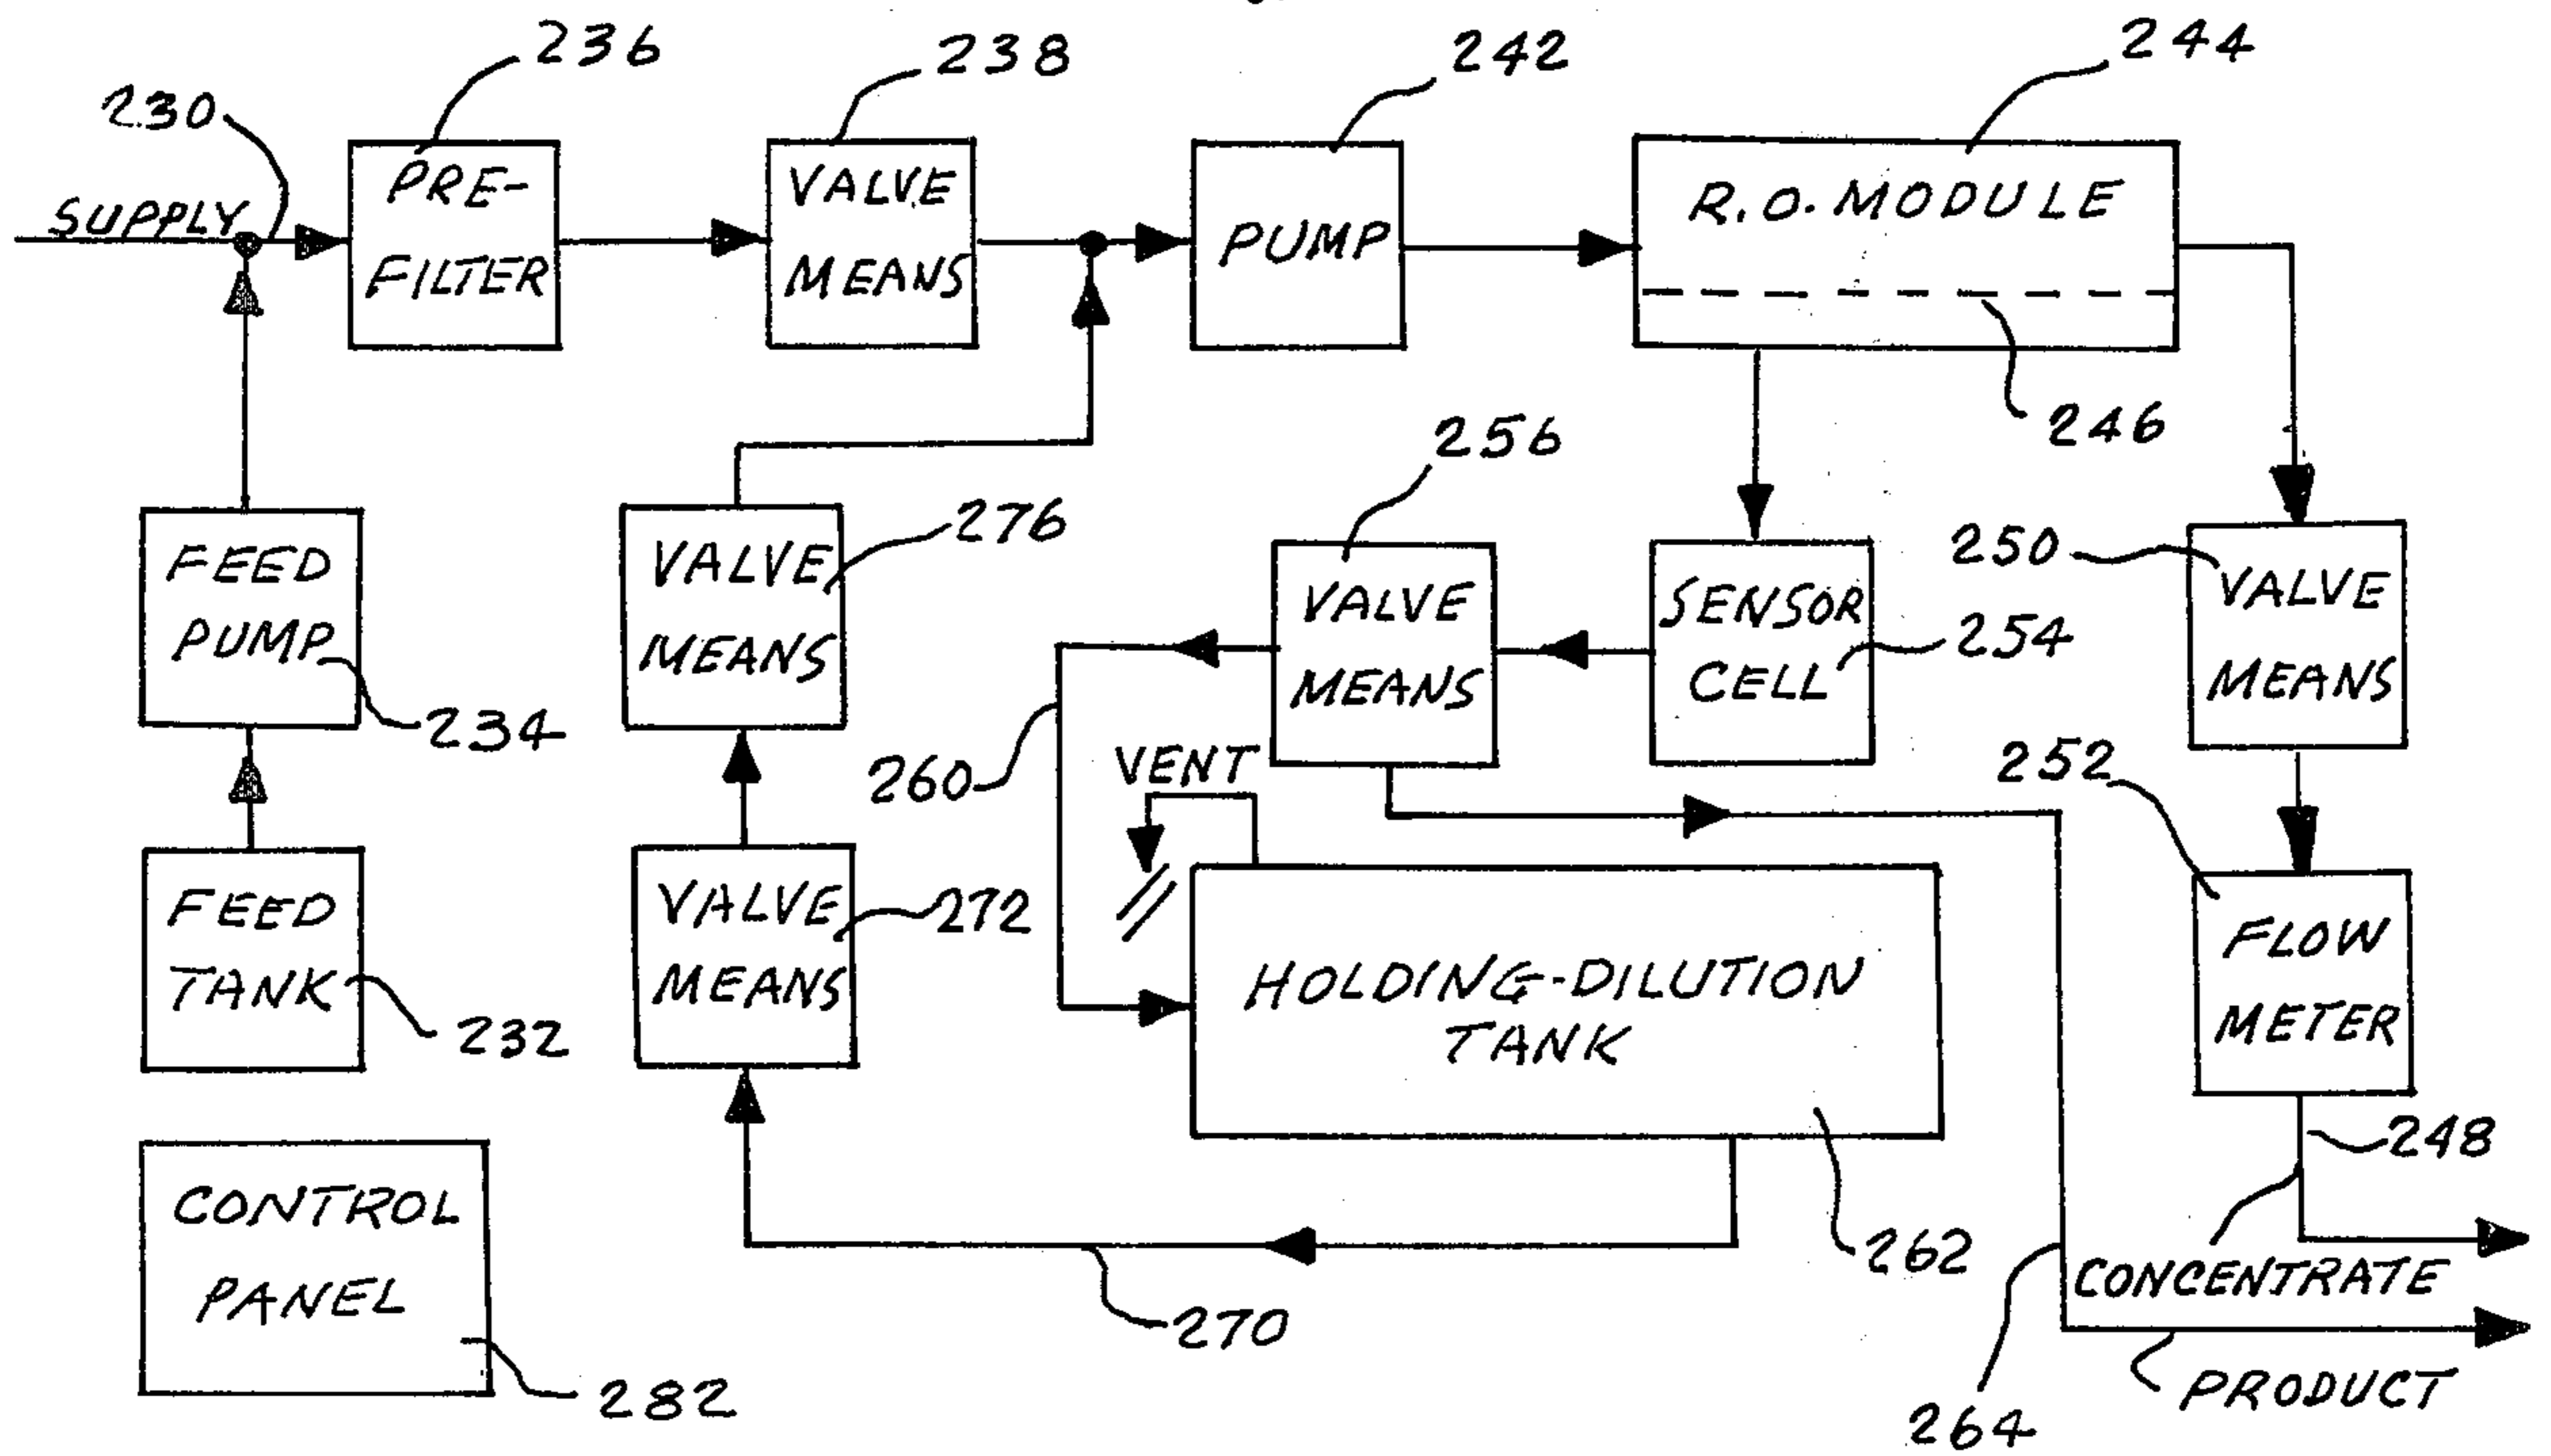 236
238
242
244
230
SUPPLY
PRE-
FILTER
VALVE
MEANS
PUMP
R.O. MODULE
246
256
276
FEED
PUMP
234
VALVE
MEANS
VALVE
MEANS
SENSOR
CELL
254
250
VALVE
MEANS
260
VENT
252
FEED
TANK
232
VALVE
MEANS
272
HOLDING-DILUTION
TANK
262
FLOW
METER
248
CONTROL
PANEL
282
270
CONCENTRATE
264
PRODUCT